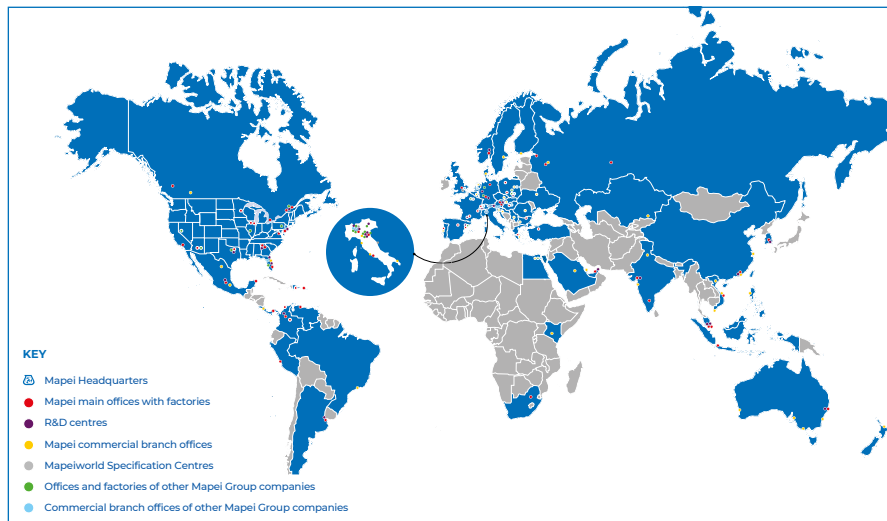 KEY
Mapei Headquarters
Mapei main offices with factories
R&D centres
Mapei commercial branch offices
Mapeiworld Specification Centres
Offices and factories of other Mapei Group companies
Commercial branch offices of other Mapei Group companies